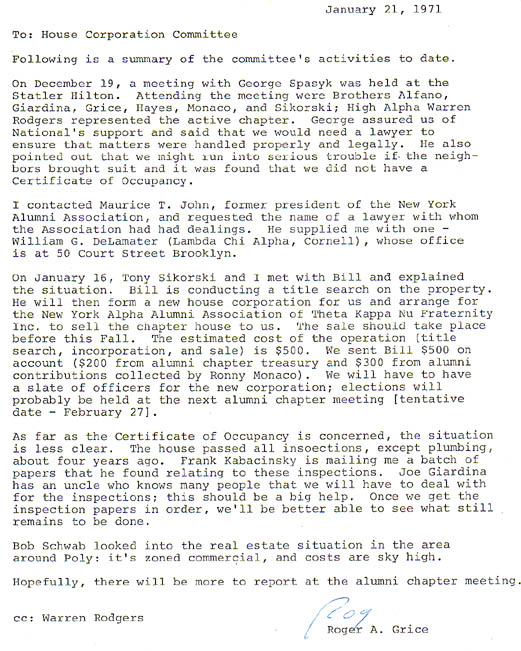 January 21, 1971
To: House Corporation Committee
Following is a summary of the committee's activities to date.
On December 19, a meeting with George Spasyk was held at the
Statler Hilton. Attending the meeting were Brothers Alfano,
Giardina, Grice, Hayes, Monaco, and Sikorski; High Alpha Warren
Rodgers represented the active chapter. George assured us of
National's support and said that we would need a lawyer to
ensure that matters were handled properly and legally. He also
pointed out that we might run into serious trouble if the neigh-
bors brought suit and it was found that we did not have a
Certificate of Occupancy.
I contacted Maurice T. John, former president of the New York
Alumni Association, and requested the name of a lawyer with whom
the Association had had dealings. He supplied me with one -
William G. DeLamater (Lambda Chi Alpha, Cornell), whose office
is at 50 Court Street Brooklyn.
On January 16, Tony Sikorski and I met with Bill and explained
the situation. Bill is conducting a title search on the property.
He will then form a new house corporation for us and arrange for
the New York Alpha Alumni Association of Theta Kappa Nu Fraternity
Inc. to sell the chapter house to us. The sale should take place
before this Fall. The estimated cost of the operation [title
search, incorporation, and sale) is $500. We sent Bill $500 on
account ($200 from alumni chapter treasury and $300 from alumni
contributions collected by Ronny Monaco). We will have to have
a slate of officers for the new corporation; elections will
probably be held at the next alumni chapter meeting [tentative
date - February 27].
As far as the Certificate of Occupancy is concerned, the situation
is less clear. The house passed all insoections, except plumbing,
about four years ago. Frank Kabacinsky is mailing me a batch of
papers that he found relating to these inspections. Joe Giardina
has an uncle who knows many people that we will have to deal with
for the inspections; this should be a big help. Once we get the
inspection papers in order, we'll be better able to see what still
remains to be done.
Bob Schwab looked into the real estate situation in the area
around Poly: it's zoned commercial, and costs are sky high.
Hopefully, there will be more to report at the alumni chapter meeting.
Rog
cc: Warren Rodgers
Roger A. Grice